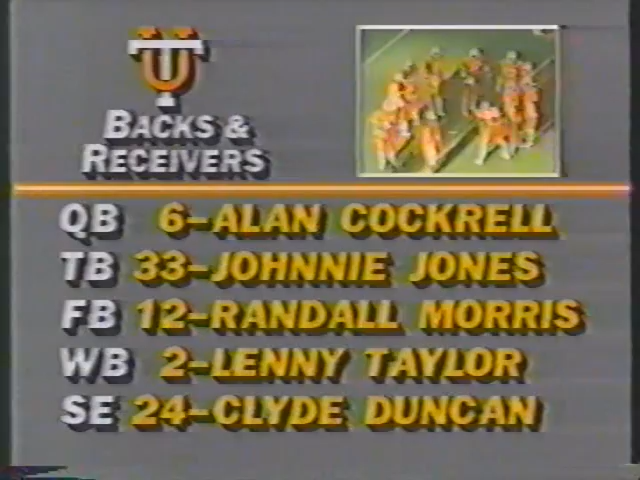 UT
BACKS &
RECEIVERS
QB 6-ALAN COCKRELL
TB 33-JOHNNIE JONES
FB 12-RANDALL MORRIS
WB 2-LENNY TAYLOR
SE 24-CLYDE DUNCAN